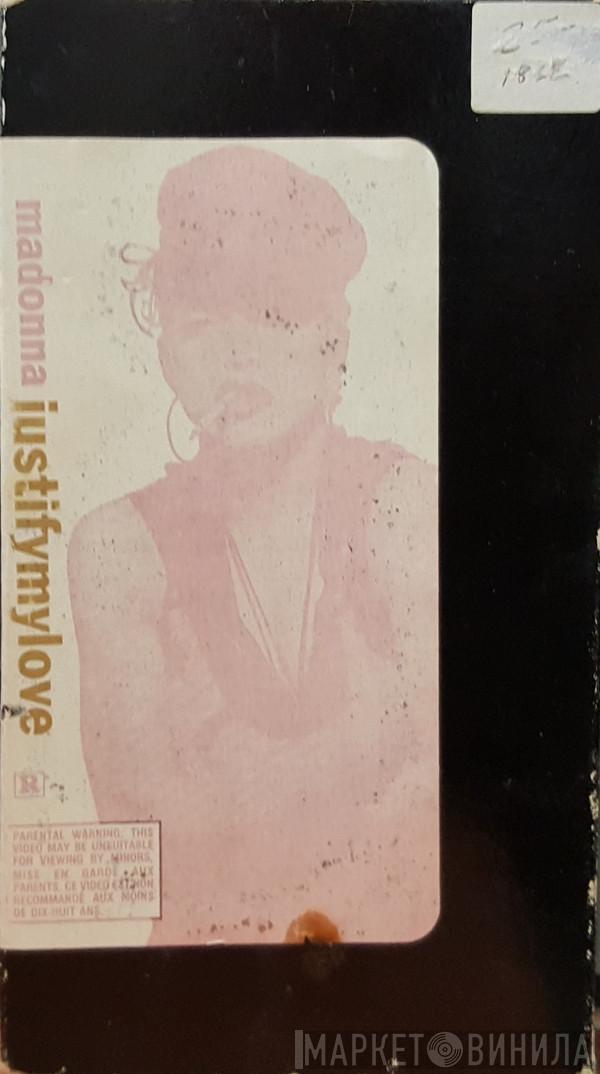 madonna justifymylove
R
PARENTAL WARNING: THIS
VIDEO MAY BE UNSUITABLE
FOR VIEWING BY MINORS,
MISE EN GARDE AUX
PARENTS, CE VIDEO EST NON
RECOMMANDÉ AUX MOINS
DE DIX-HUIT ANS.
МАРКЕТ ВИНИЛА